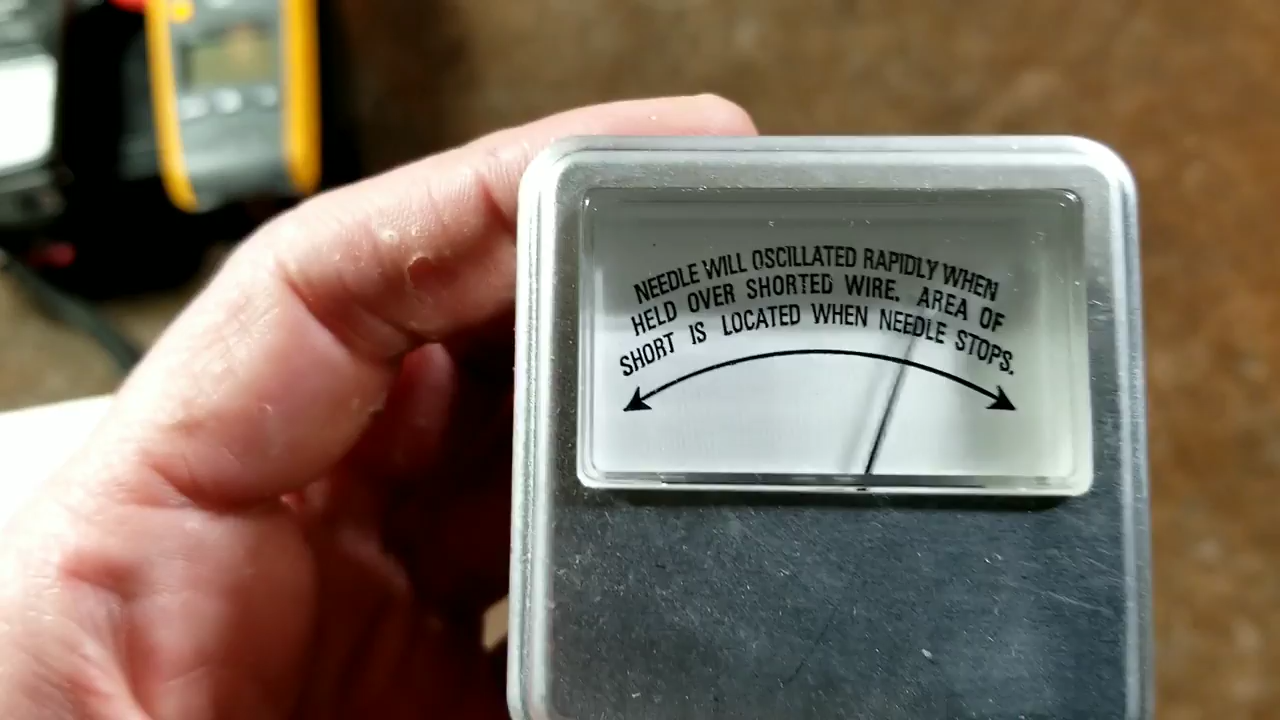 NEEDLE WILL OSCILLATED RAPIDLY WHEN
HELD OVER SHORTED WIRE. AREA OF
SHORT IS LOCATED WHEN NEEDLE STOPS.